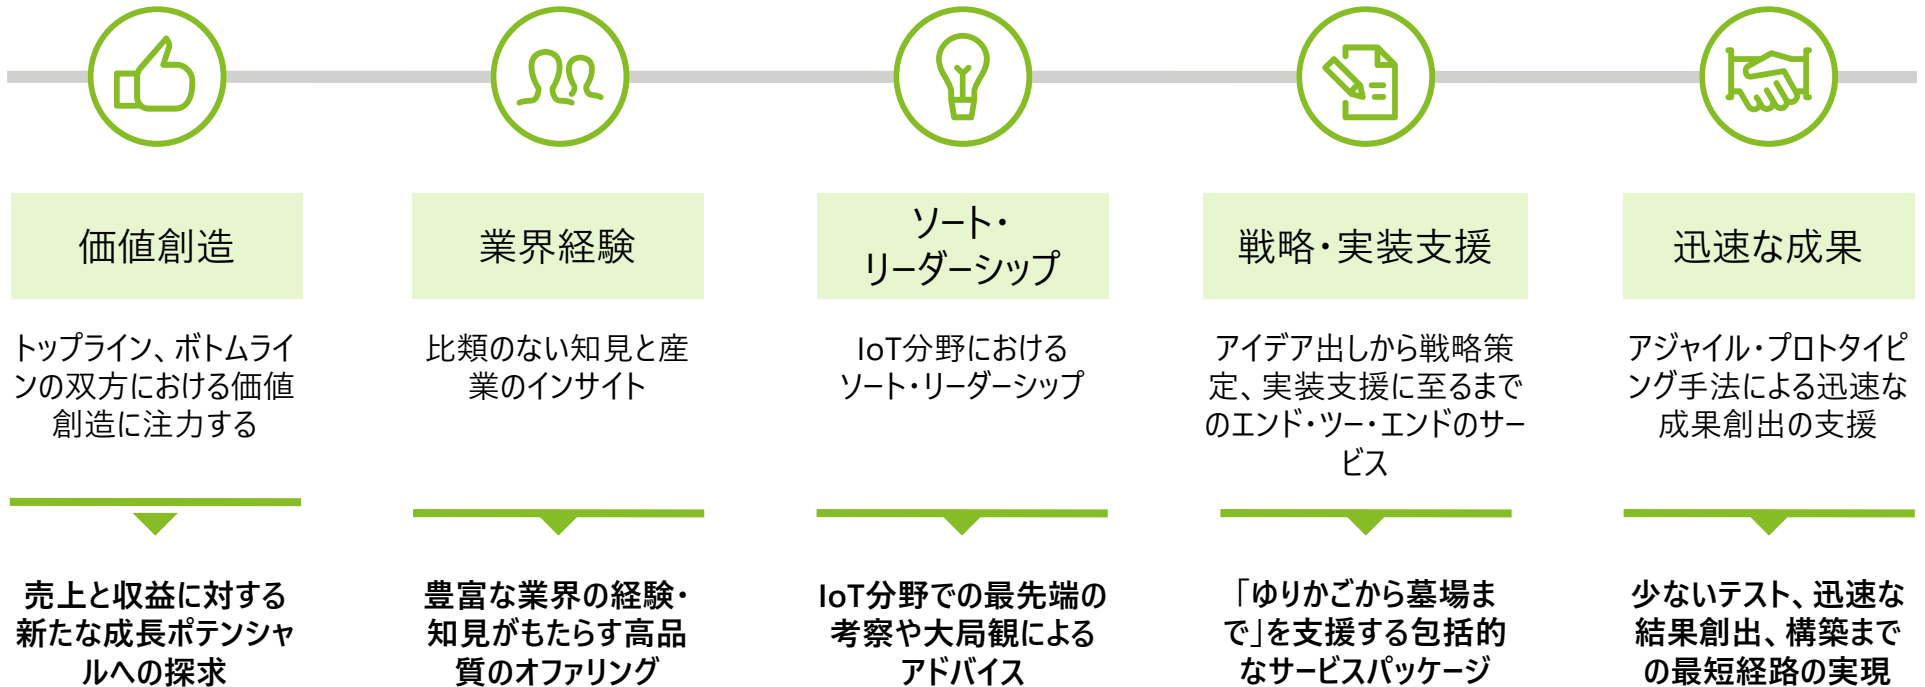 価値創造
トップライン、ボトムライ
ンの双方における価値
創造に注力する
売上と収益に対する
新たな成長ポテンシャ
ルへの探求
業界経験
比類のない知見と産
業のインサイト
豊富な業界の経験・
知見がもたらす高品
質のオファリング
ソート・
リーダーシップ
IoT分野における
ソート・リーダーシップ
IoT分野での最先端の
考察や大局観による
アドバイス
戦略・実装支援
アイデア出しから戦略策
定、実装支援に至るまで
のエンド・ツー・エンドのサー
ビス
「ゆりかごから墓場ま
で」を支援する包括的
なサービスパッケージ
迅速な成果
アジャイル・プロトタイピ
ング手法による迅速な
成果創出の支援
少ないテスト、迅速な
結果創出、構築まで
の最短経路の実現